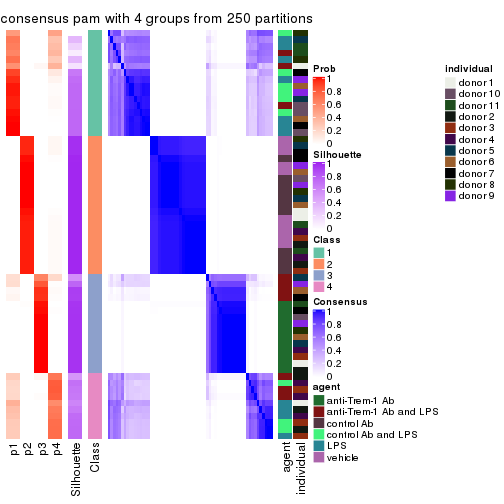 consensus pam with 4 groups from 250 partitions
Prob
1
0.8
0.6
0.4
0.2
0
Silhouette
1
0.8
0.6
0.4
0.2
0
Class
1
2
3
4
Consensus
1
0.8
0.6
0.4
0.2
0
agent
anti-Trem-1 Ab
anti-Trem-1 Ab and LPS
control Ab
control Ab and LPS
LPS
vehicle
individual
donor 1
donor 10
donor 11
donor 2
donor 3
donor 4
donor 5
donor 6
donor 7
donor 8
donor 9
p1
p2
p3
p4
Silhouette
Class
agent
individual